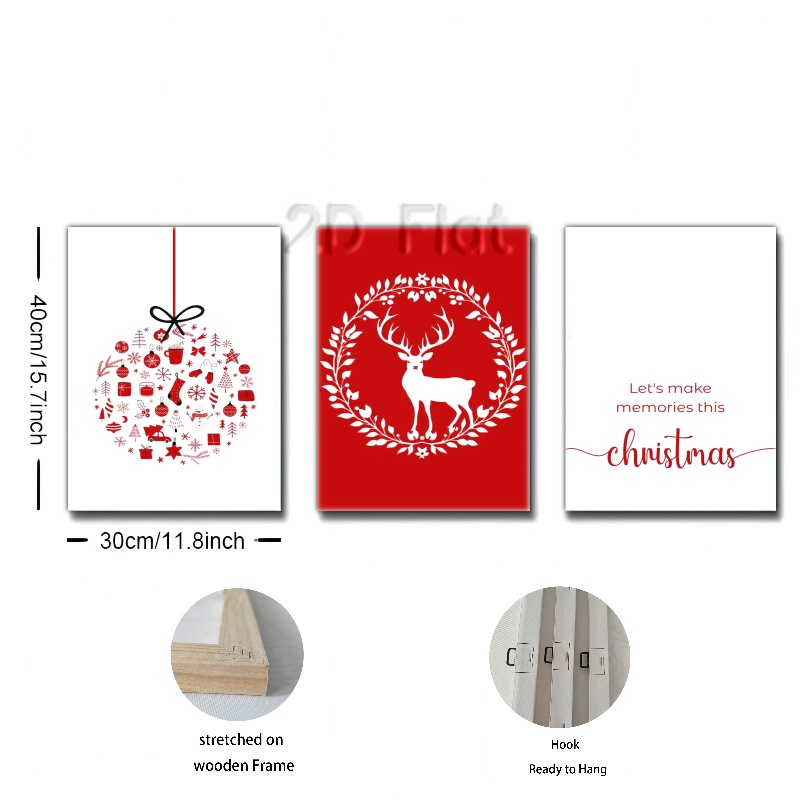 2D Flat
40cm/15.7inch
Let's make
memories this
christmas
30cm/11.8inch
stretched on
wooden Frame
Hook
Ready to Hang